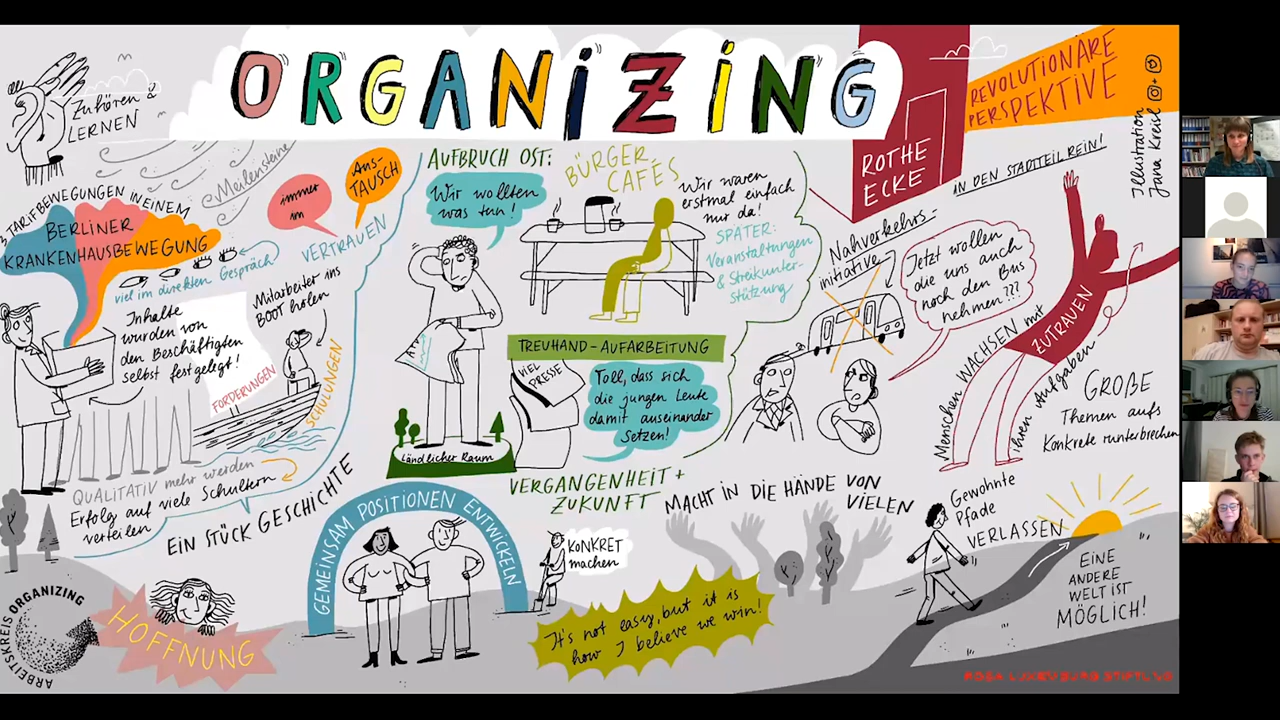 ORGANIZING
Zuhören &
LERNEN
Meilensteine
3 TARIFBEWEGUNGEN IN EINEM
BERLINER
KRANKENHAUSBEWEGUNG
viel im direkten Gespräch
immer
im
Aus-
TAUSCH
VERTRAUEN
Inhalte
wurden von
den Beschäftigten
selbst festgelegt!
Mitarbeiter ins
BOOT holen
FORDERUNGEN
SCHULUNGEN
QUALITATIV mehr werden
Erfolg auf viele Schultern
verteilen
EIN STÜCK GESCHICHTE
AUFBRUCH OST:
Wir wollten
was tun!
Ländlicher Raum
BÜRGER
CAFÉS
Wir waren
erstmal einfach
nur da!
SPÄTER:
Veranstaltungen
& Streikunter-
stützung
TREUHAND-AUFARBEITUNG
VIEL
PRESSE
Toll, dass sich
die jungen Leute
damit auseinander
setzen!
VERGANGENHEIT +
ZUKUNFT
ROTHE
ECKE
REVOLUTIONÄRE
PERSPEKTIVE
IN DEN STADTTEIL REIN!
Illustration
Jana Kreisl
Nahverkehrs-
initiative
Jetzt wollen
die uns auch
noch den Bus
nehmen???
Menschen WACHSEN mit
ZUTRAUEN
ihren Aufgaben
GROßE
Themen aufs
Konkrete runterbrechen
MACHT IN DIE HÄNDE VON
VIELEN
Gewohnte
Pfade
VERLASSEN
EINE
ANDERE
WELT IST
MÖGLICH!
GEMEINSAM POSITIONEN ENTWICKELN
KONKRET
machen
It's not easy, but it is
how I believe we win!
HOFFNUNG
ARBEITSKREIS ORGANIZING
ROSA LUXEMBURG STIFTUNG